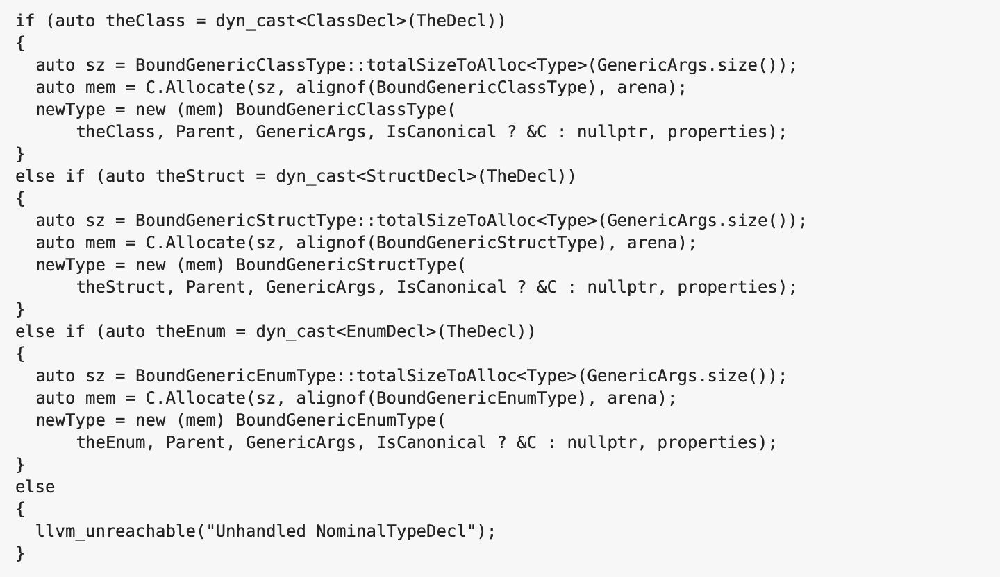 if (auto theClass = dyn_cast<ClassDecl>(TheDecl))
{
  auto sz = BoundGenericClassType::totalSizeToAlloc<Type>(GenericArgs.size());
  auto mem = C.Allocate(sz, alignof(BoundGenericClassType), arena);
  newType = new (mem) BoundGenericClassType(
      theClass, Parent, GenericArgs, IsCanonical ? &C : nullptr, properties);
}
else if (auto theStruct = dyn_cast<StructDecl>(TheDecl))
{
  auto sz = BoundGenericStructType::totalSizeToAlloc<Type>(GenericArgs.size());
  auto mem = C.Allocate(sz, alignof(BoundGenericStructType), arena);
  newType = new (mem) BoundGenericStructType(
      theStruct, Parent, GenericArgs, IsCanonical ? &C : nullptr, properties);
}
else if (auto theEnum = dyn_cast<EnumDecl>(TheDecl))
{
  auto sz = BoundGenericEnumType::totalSizeToAlloc<Type>(GenericArgs.size());
  auto mem = C.Allocate(sz, alignof(BoundGenericEnumType), arena);
  newType = new (mem) BoundGenericEnumType(
      theEnum, Parent, GenericArgs, IsCanonical ? &C : nullptr, properties);
}
else
{
  llvm_unreachable("Unhandled NominalTypeDecl");
}